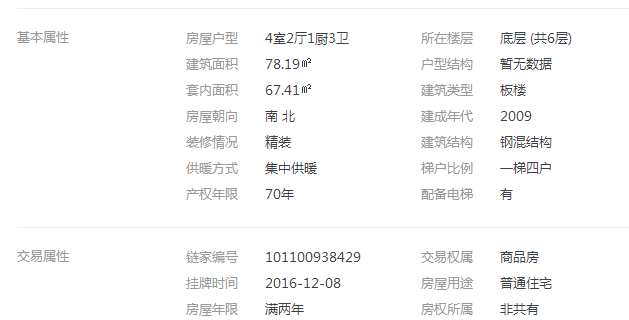 基本属性 房屋户型 4室2厅1厨3卫 所在楼层 底层 (共6层)
建筑面积 78.19㎡ 户型结构 暂无数据
套内面积 67.41㎡ 建筑类型 板楼
房屋朝向 南 北 建成年代 2009
装修情况 精装 建筑结构 钢混结构
供暖方式 集中供暖 梯户比例 一梯四户
产权年限 70年 配备电梯 有
交易属性 链家编号 101100938429 交易权属 商品房
挂牌时间 2016-12-08 房屋用途 普通住宅
房屋年限 满两年 房权所属 非共有